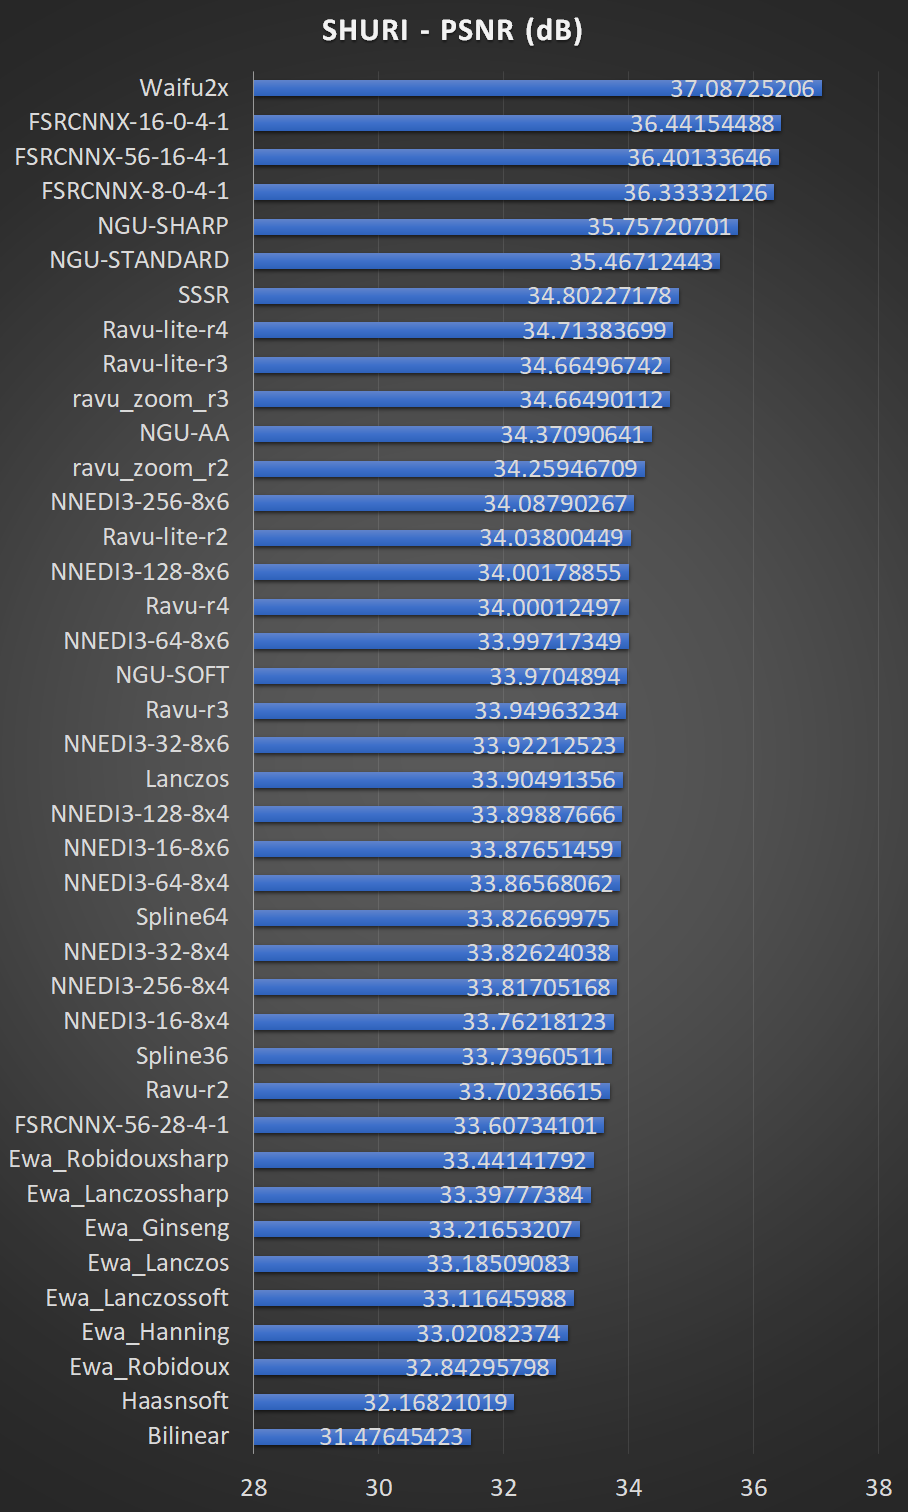 SHURI - PSNR (dB)
Waifu2x 37.08725206
FSRCNNX-16-0-4-1 36.44154488
FSRCNNX-56-16-4-1 36.40133646
FSRCNNX-8-0-4-1 36.33332126
NGU-SHARP 35.75720701
NGU-STANDARD 35.46712443
SSSR 34.80227178
Ravu-lite-r4 34.71383699
Ravu-lite-r3 34.66496742
ravu_zoom_r3 34.66490112
NGU-AA 34.37090641
ravu_zoom_r2 34.25946709
NNEDI3-256-8x6 34.08790267
Ravu-lite-r2 34.03800449
NNEDI3-128-8x6 34.00178855
Ravu-r4 34.00012497
NNEDI3-64-8x6 33.99717349
NGU-SOFT 33.9704894
Ravu-r3 33.94963234
NNEDI3-32-8x6 33.92212523
Lanczos 33.90491356
NNEDI3-128-8x4 33.89887666
NNEDI3-16-8x6 33.87651459
NNEDI3-64-8x4 33.86568062
Spline64 33.82669975
NNEDI3-32-8x4 33.82624038
NNEDI3-256-8x4 33.81705168
NNEDI3-16-8x4 33.76218123
Spline36 33.73960511
Ravu-r2 33.70236615
FSRCNNX-56-28-4-1 33.60734101
Ewa_Robidouxsharp 33.44141792
Ewa_Lanczossharp 33.39777384
Ewa_Ginseng 33.21653207
Ewa_Lanczos 33.18509083
Ewa_Lanczossoft 33.11645988
Ewa_Hanning 33.02082374
Ewa_Robidoux 32.84295798
Haasnsoft 32.16821019
Bilinear 31.47645423
28 30 32 34 36 38